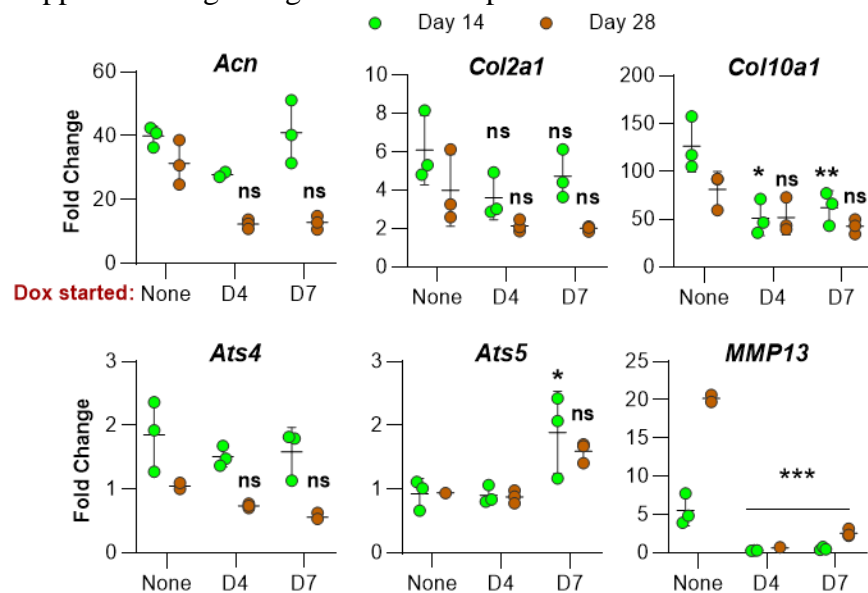 Day 14 Day 28
Acn Col2a1 Col10a1
60 10 200
8 150
40 ns ns
6 * ns ** 100
Fold Change
20 ns ns 4 ns ns 50 ns
2
0 0 0
Dox started: None D4 D7 None D4 D7 None D4 D7
Ats4 Ats5 MMP13
3 3 25
* 20
2 2 ns 15
*** 
Fold Change
ns ns 10
1 1 5
0 0 0
None D4 D7 None D4 D7 None D4 D7